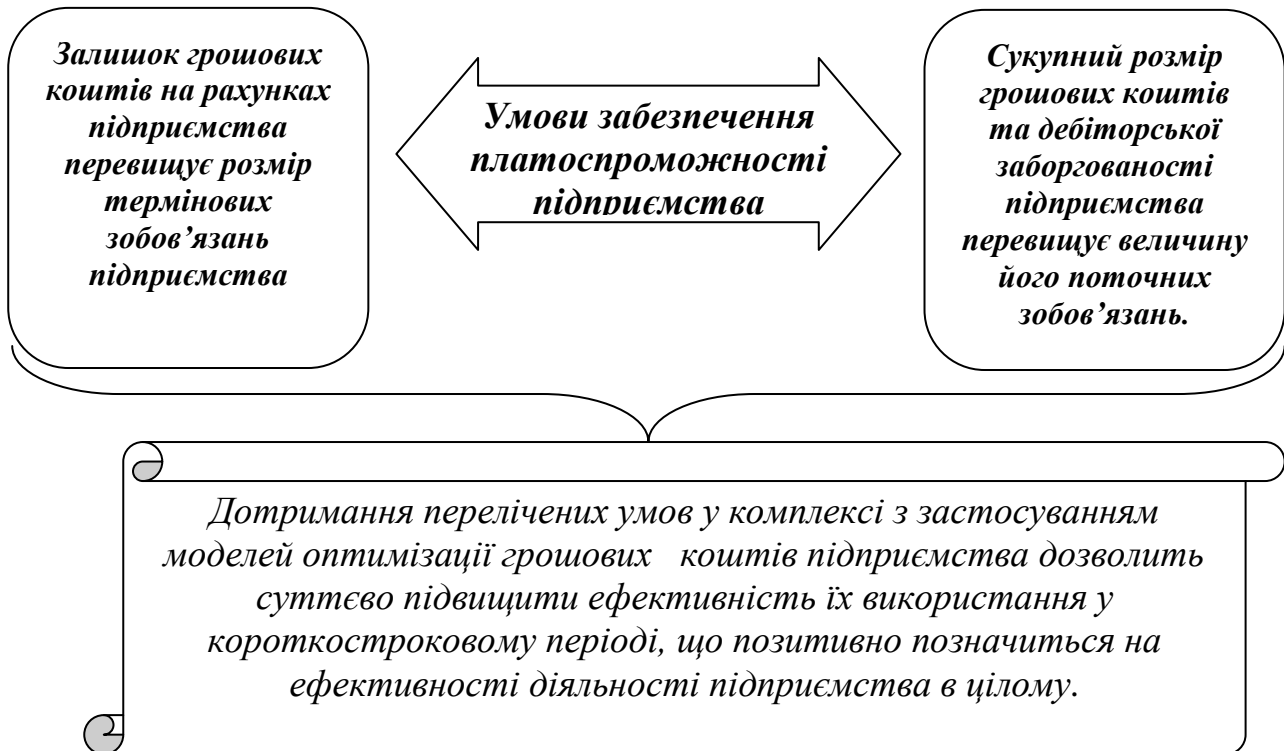 Залишок грошових
коштів на рахунках
підприємства
перевищує розмір
термінових
зобов’язань
підприємства
Умови забезпечення
платоспроможності
підприємства
Сукупний розмір
грошових коштів
та дебіторської
заборгованості
підприємства
перевищує величину
його поточних
зобов’язань.
Дотримання перелічених умов у комплексі з застосуванням
моделей оптимізації грошових коштів підприємства дозволить
суттєво підвищити ефективність їх використання у
короткостроковому періоді, що позитивно позначиться на
ефективності діяльності підприємства в цілому.